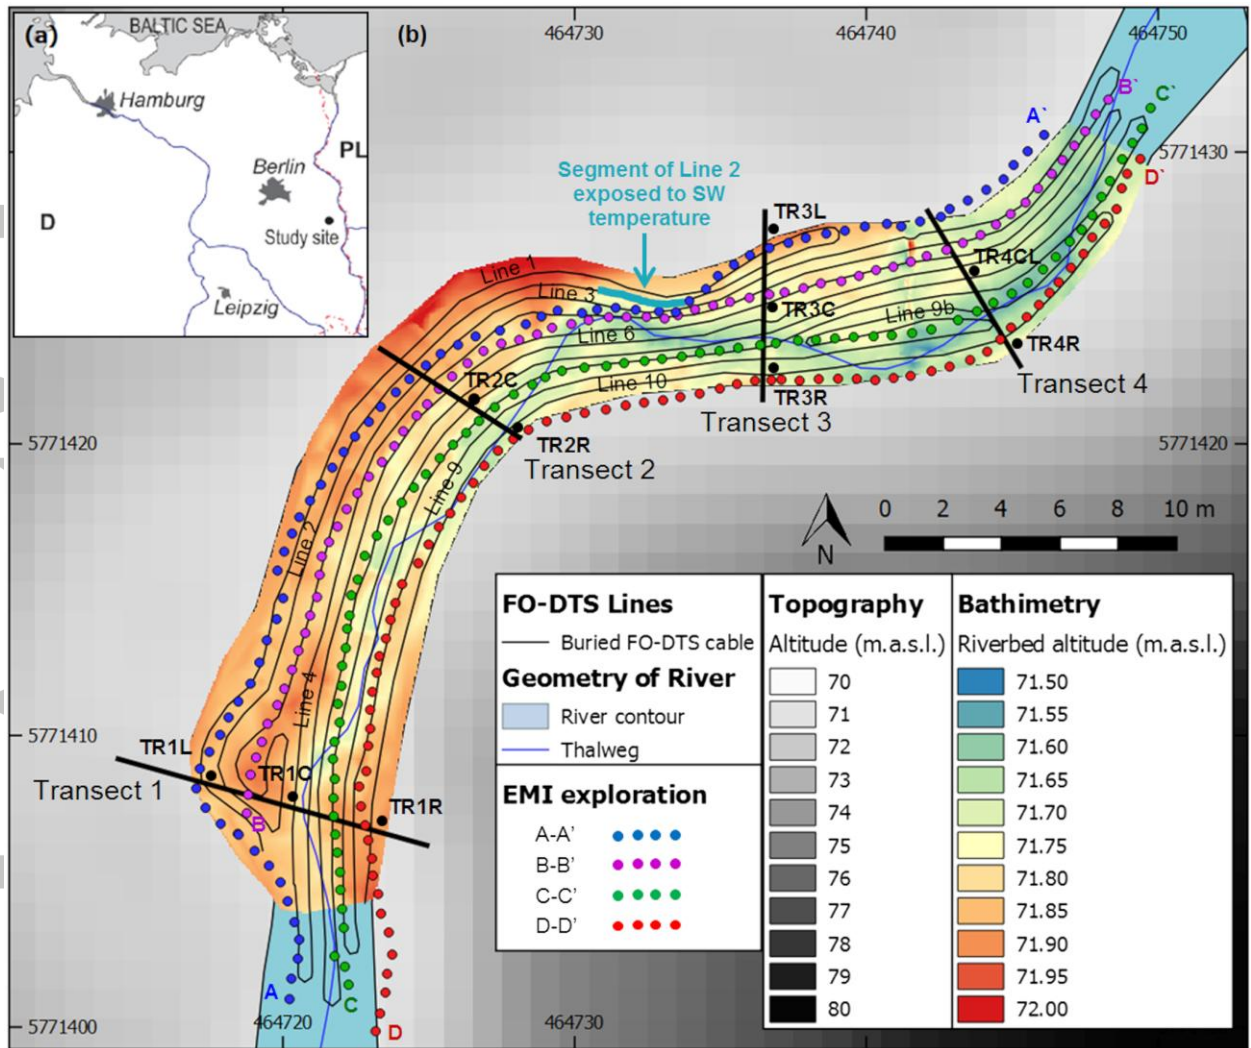 (a)
BALTIC SEA
Hamburg
PL
Berlin
D
Study site
Leipzig
(b)
464730
464740
464750
B`
C`
A`
5771430
D`
Segment of Line 2
exposed to SW
temperature
TR3L
Line 1
TR4CL
Line 3
TR3C
Line 9b
Line 6
TR4R
TR2C
Line 10
TR3R
Transect 4
Transect 3
5771420
TR2R
5771420
Transect 2
Line 9
0 2 4 6 8 10 m
Line 2
N
Line 4
5771410
TR1L
TR1C
Transect 1
TR1R
B
A
C
464720
464730
5771400
D
FO-DTS Lines
Buried FO-DTS cable
Geometry of River
River contour
Thalweg
EMI exploration
A-A’
B-B’
C-C’
D-D’
Topography
Altitude (m.a.s.l.)
70
71
72
73
74
75
76
77
78
79
80
Bathimetry
Riverbed altitude (m.a.s.l.)
71.50
71.55
71.60
71.65
71.70
71.75
71.80
71.85
71.90
71.95
72.00